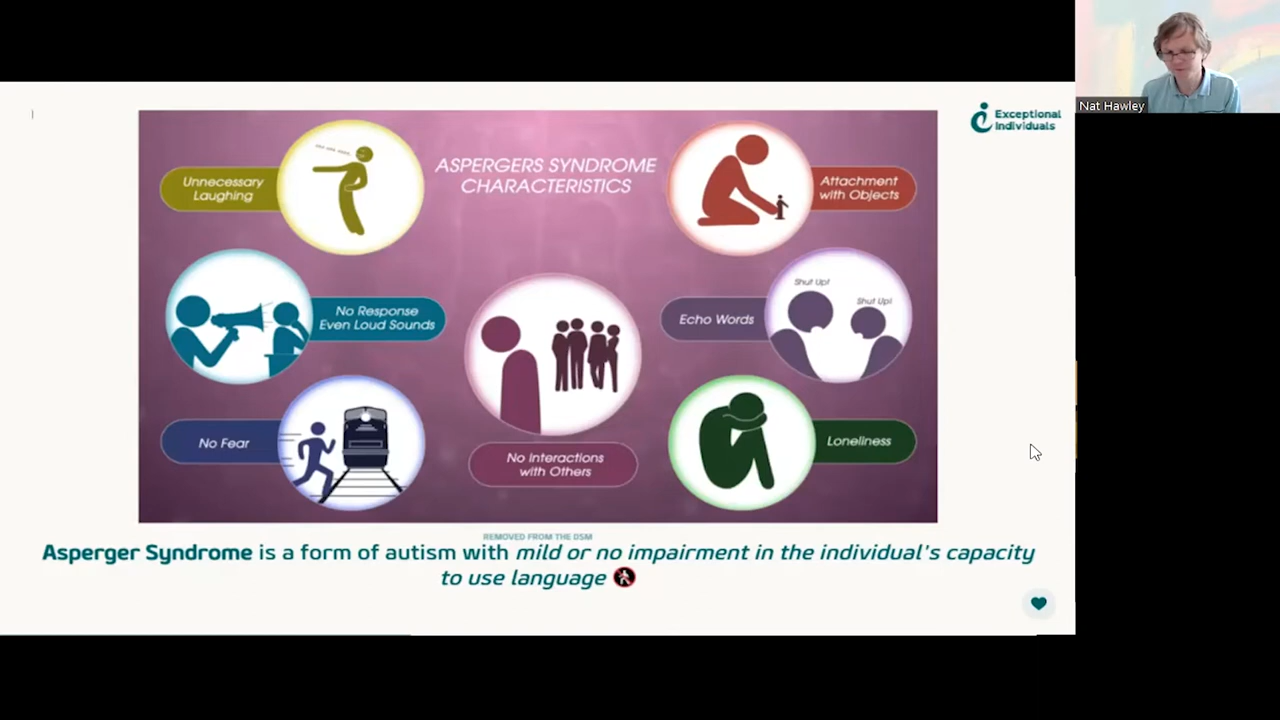 Nat Hawley
Exceptional
Individuals
ASPERGERS SYNDROME
CHARACTERISTICS
Unnecessary
Laughing
Attachment
with Objects
No Response
Even Loud Sounds
Echo Words
Shut Up!
Shut Up!
No Fear
No Interactions
with Others
Loneliness
REMOVED FROM THE DSM
Asperger Syndrome is a form of autism with mild or no impairment in the individual's capacity
to use language